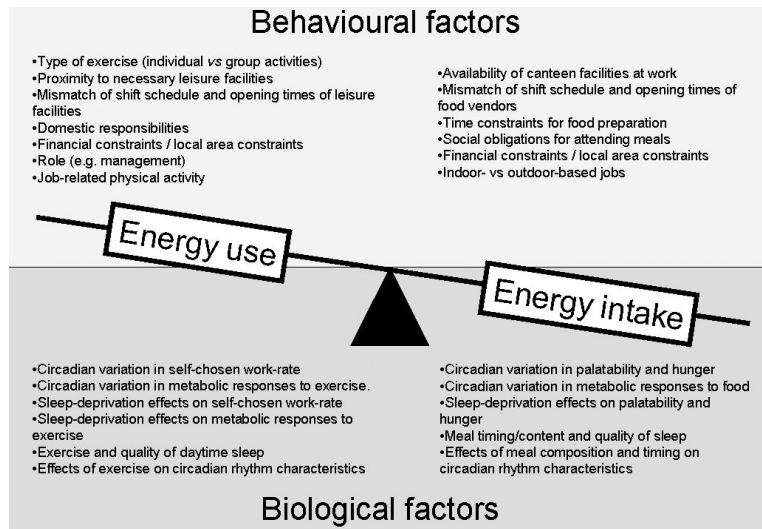 Behavioural factors
•Type of exercise (individual vs group activities)
•Proximity to necessary leisure facilities
•Mismatch of shift schedule and opening times of leisure
facilities
•Domestic responsibilities
•Financial constraints / local area constraints
•Role (e.g. management)
•Job-related physical activity
•Availability of canteen facilities at work
•Mismatch of shift schedule and opening times of
food vendors
•Time constraints for food preparation
•Social obligations for attending meals
•Financial constraints / local area constraints
•Indoor- vs outdoor-based jobs
Energy use
Energy intake
•Circadian variation in self-chosen work-rate
•Circadian variation in metabolic responses to exercise.
•Sleep-deprivation effects on self-chosen work-rate
•Sleep-deprivation effects on metabolic responses to
exercise
•Exercise and quality of daytime sleep
•Effects of exercise on circadian rhythm characteristics
•Circadian variation in palatability and hunger
•Circadian variation in metabolic responses to food
•Sleep-deprivation effects on palatability and
hunger
•Meal timing/content and quality of sleep
•Effects of meal composition and timing on
circadian rhythm characteristics
Biological factors